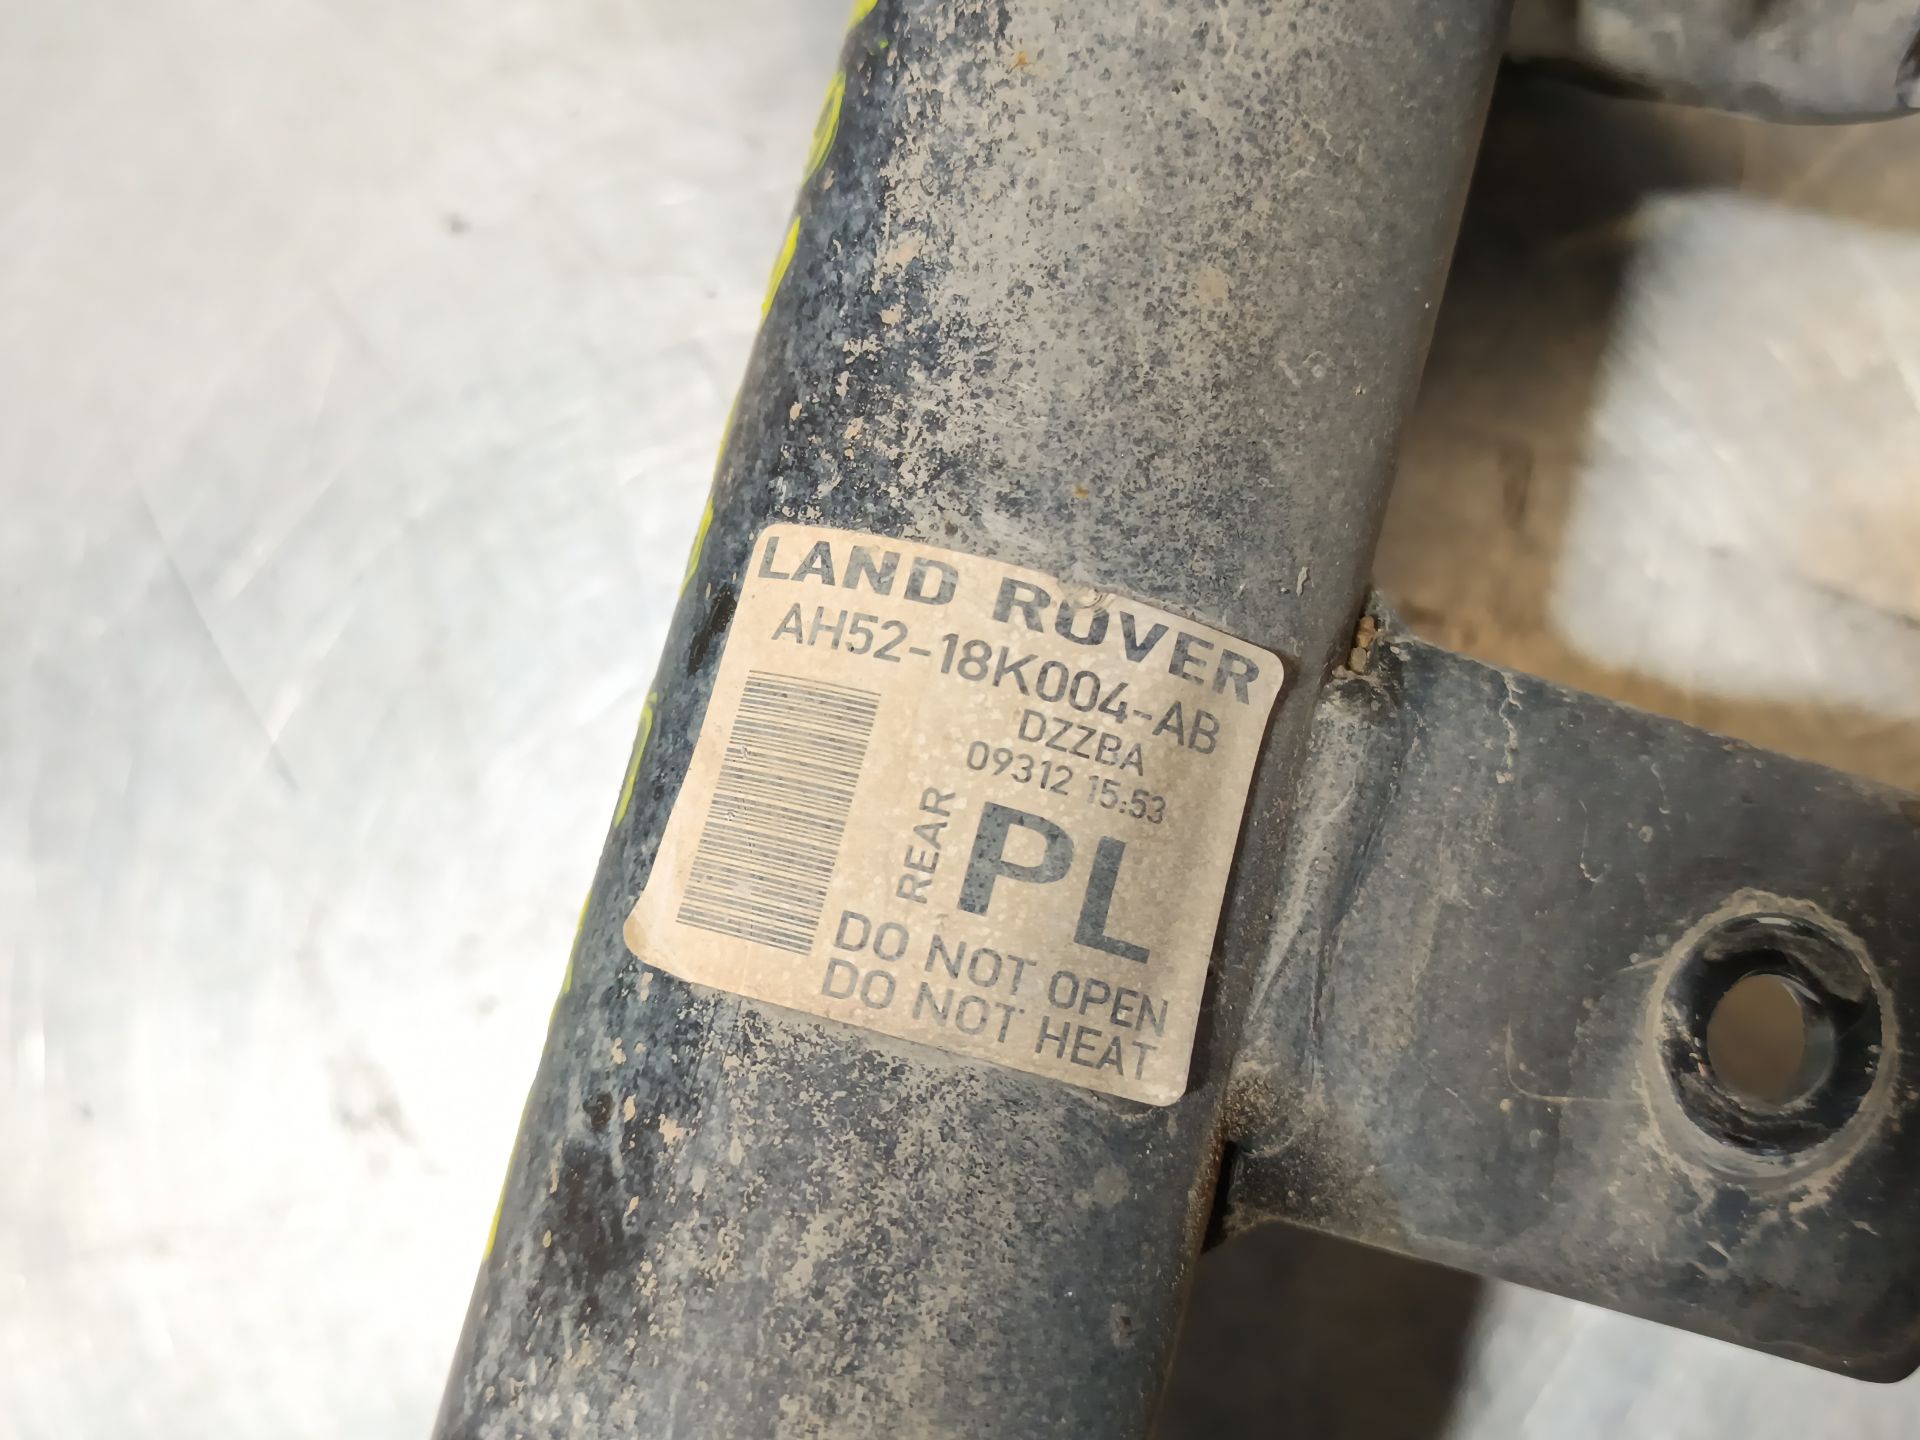 LAND ROVER
AH52-18K004-AB
DZZBA
09312 15:53
REAR
PL
DO NOT OPEN
DO NOT HEAT